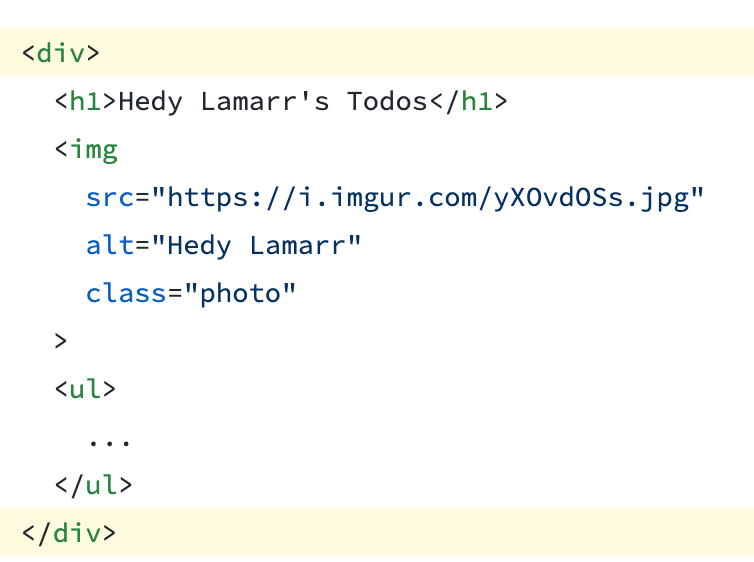 <div>
  <h1>Hedy Lamarr's Todos</h1>
  <img
    src="https://i.imgur.com/yXOvdOSs.jpg"
    alt="Hedy Lamarr"
    class="photo"
  >
  <ul>
    ...
  </ul>
</div>